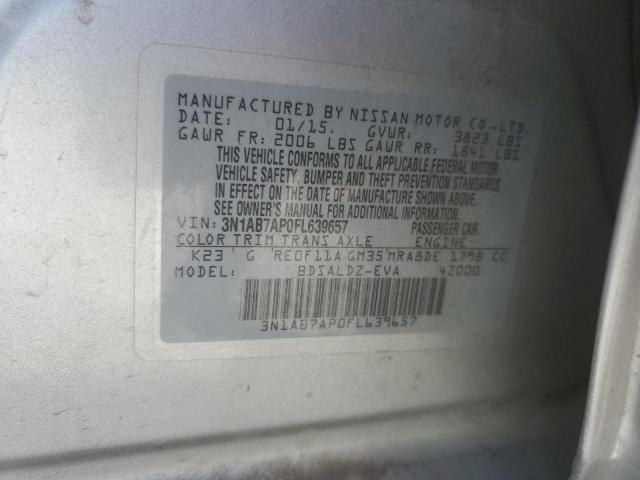 MANUFACTURED BY NISSAN MOTOR CO., LTD.
DATE: 01/15. GVWR: 3823 LBS
GAWR FR: 2006 LBS GAWR RR: 1841 LBS
THIS VEHICLE CONFORMS TO ALL APPLICABLE FEDERAL MOTOR
VEHICLE SAFETY, BUMPER AND THEFT PREVENTION STANDARDS
IN EFFECT ON THE DATE OF MANUFACTURE SHOWN ABOVE.
SEE OWNER'S MANUAL FOR ADDITIONAL INFORMATION.
VIN: 3N1AB7AP0FL639657 PASSENGER CAR
COLOR TRIM TRANS AXLE ENGINE
K23 G RE0F11A GM35 MRA8DE 1798 CC
MODEL: BDSALDZ-EVA 42000
3N1AB7AP0FL639657